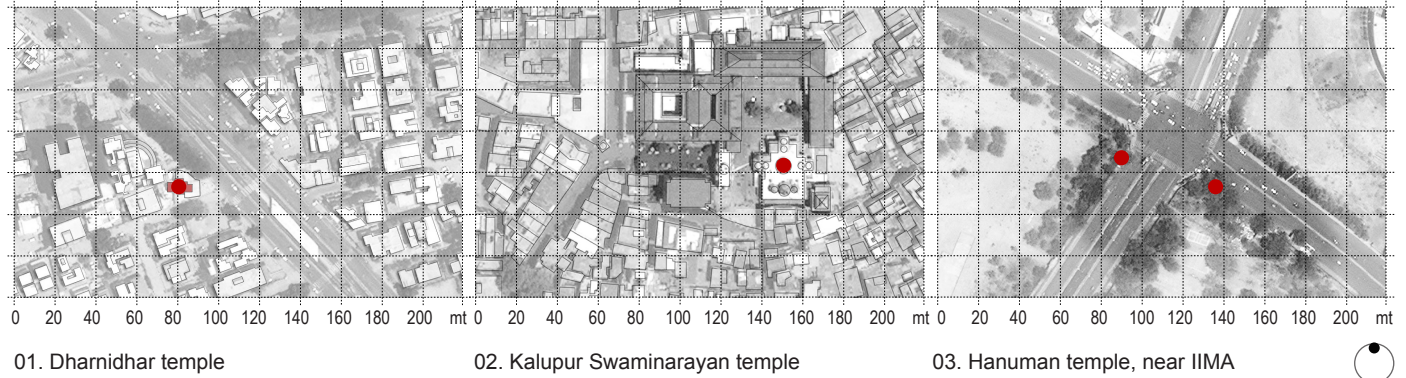 0 20 40 60 80 100 120 140 160 180 200 mt 0 20 40 60 80 100 120 140 160 180 200 mt 0 20 40 60 80 100 120 140 160 180 200 mt
01. Dharnidhar temple 02. Kalupur Swaminarayan temple 03. Hanuman temple, near IIMA